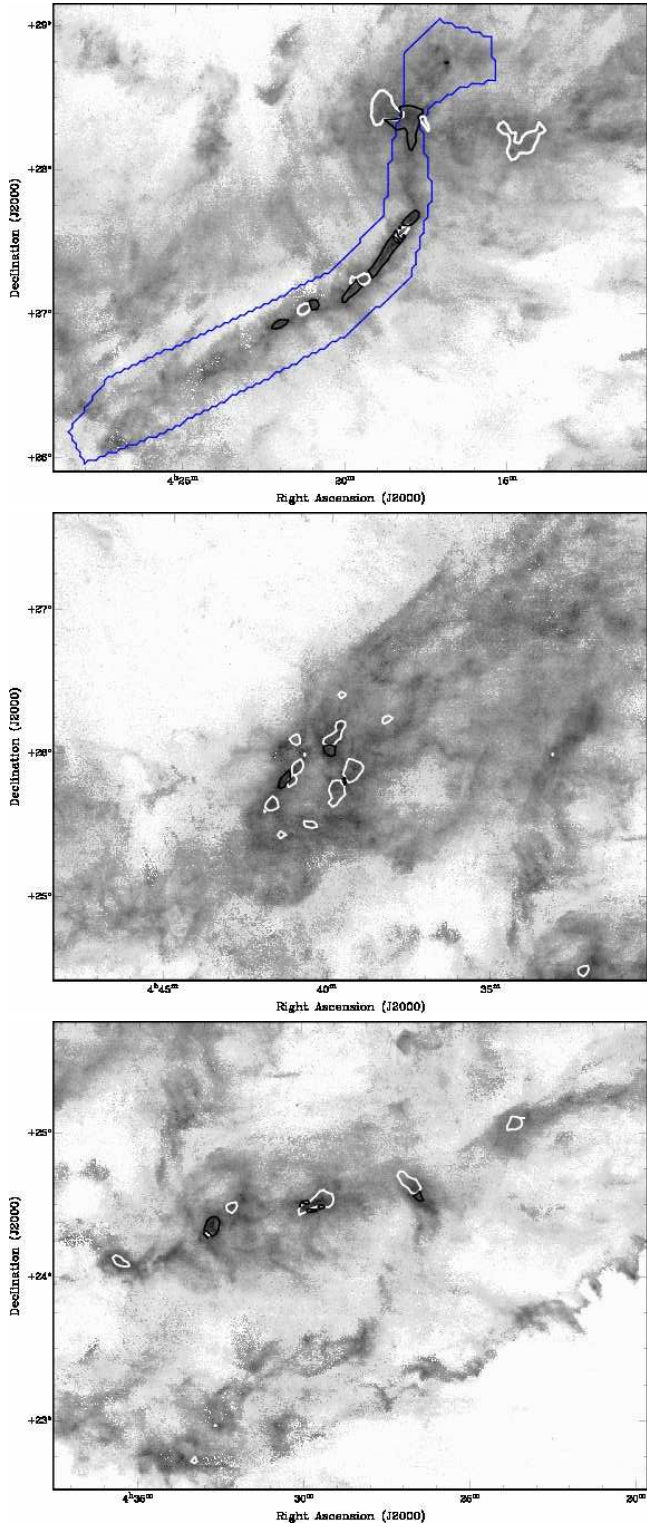 +29°
+28°
+27°
+26°
Declination (J2000)
4ʰ25ᵐ
20ᵐ
15ᵐ
Right Ascension (J2000)
+27°
+26°
+25°
Declination (J2000)
4ʰ45ᵐ
40ᵐ
35ᵐ
Right Ascension (J2000)
+25°
+24°
+23°
Declination (J2000)
4ʰ35ᵐ
30ᵐ
25ᵐ
20ᵐ
Right Ascension (J2000)